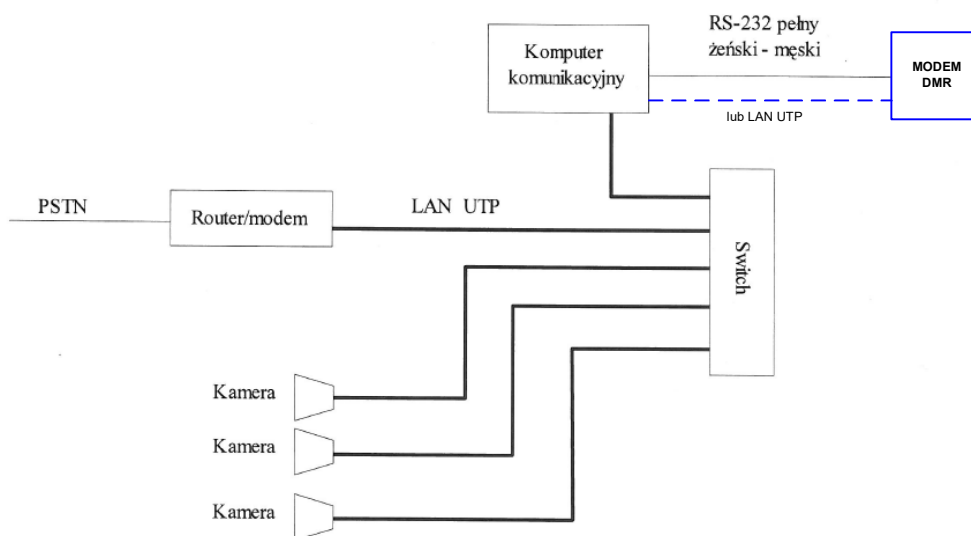 RS-232 pełny
żeński - męski
Komputer
komunikacyjny
MODEM
DMR
lub LAN UTP
PSTN
Router/modem
LAN UTP
Switch
Kamera
Kamera
Kamera